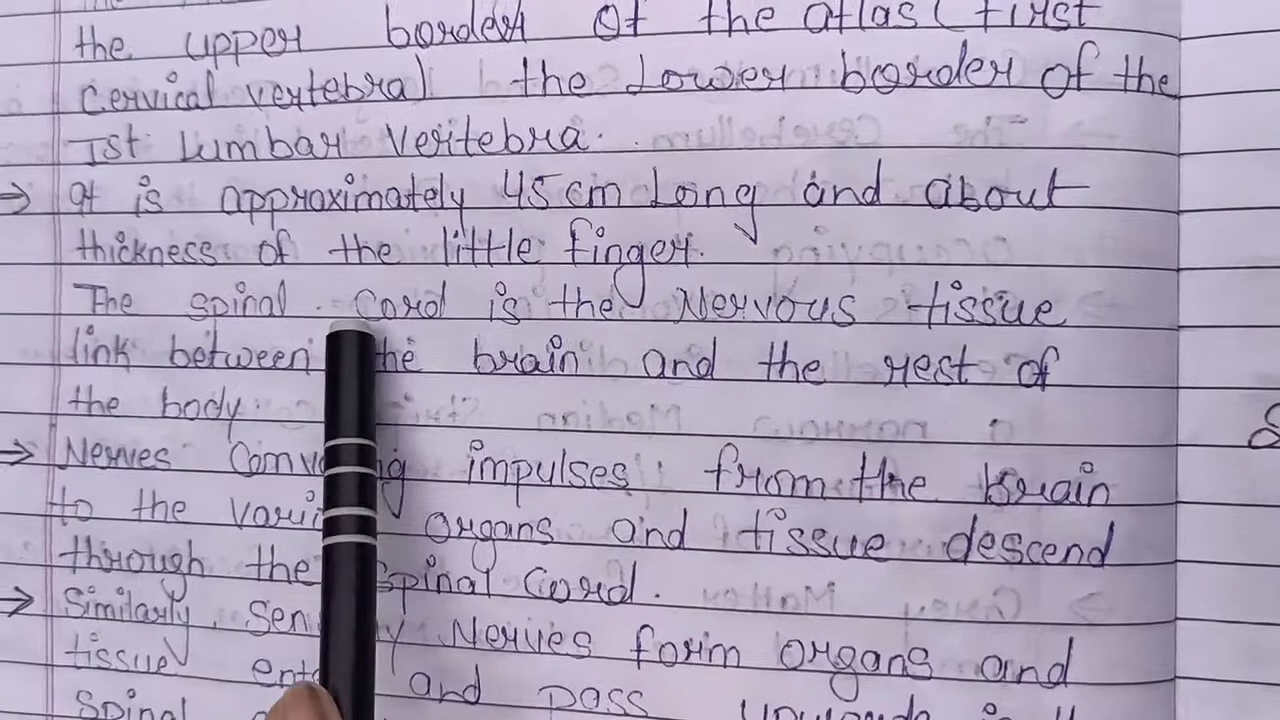 the upper border of the atlas ( first
Cervical vertebral the Lower border of the
Ist Lumbar Veritebra.
→ It is approximately 45 cm Long and about
thickness of the little finger.
The spinal Cord is the Nervous tissue
link between the brain and the rest of
the body.
→ Nerves impulses from the brain
to the organs and tissue descend
through the spinal Cord.
→ Similarly Nerves form organs and
tissue and pass
Spinal